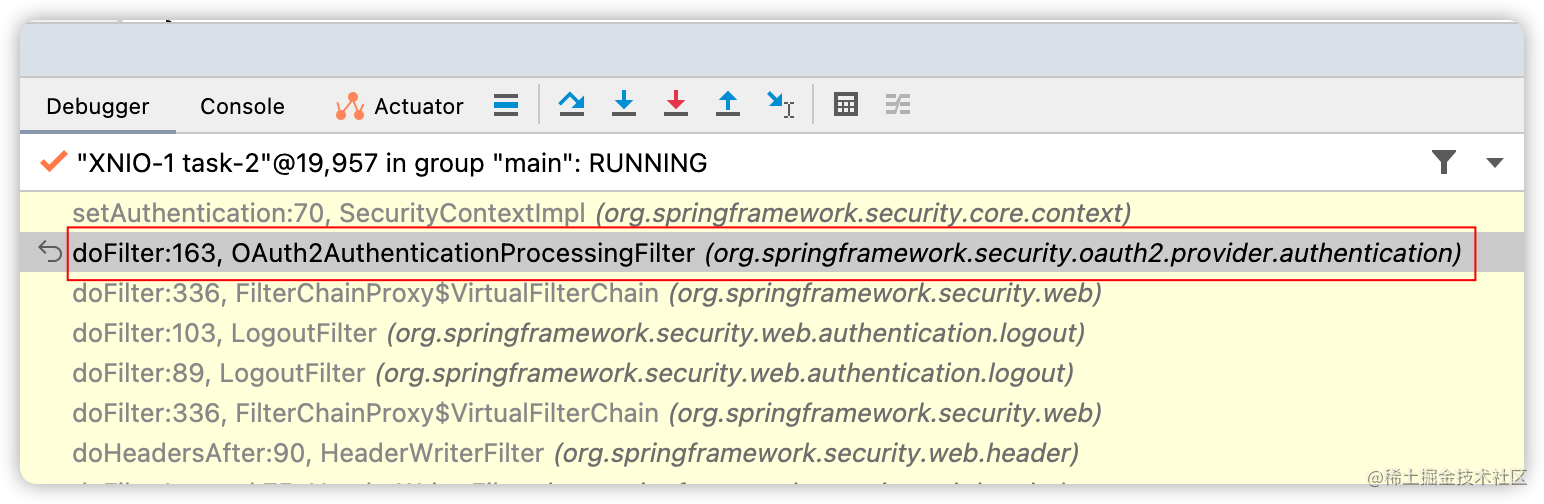 Debugger Console Actuator
"XNIO-1 task-2"@19,957 in group "main": RUNNING
setAuthentication:70, SecurityContextImpl (org.springframework.security.core.context)
doFilter:163, OAuth2AuthenticationProcessingFilter (org.springframework.security.oauth2.provider.authentication)
doFilter:336, FilterChainProxy$VirtualFilterChain (org.springframework.security.web)
doFilter:103, LogoutFilter (org.springframework.security.web.authentication.logout)
doFilter:89, LogoutFilter (org.springframework.security.web.authentication.logout)
doFilter:336, FilterChainProxy$VirtualFilterChain (org.springframework.security.web)
doHeadersAfter:90, HeaderWriterFilter (org.springframework.security.web.header)
@稀土掘金技术社区